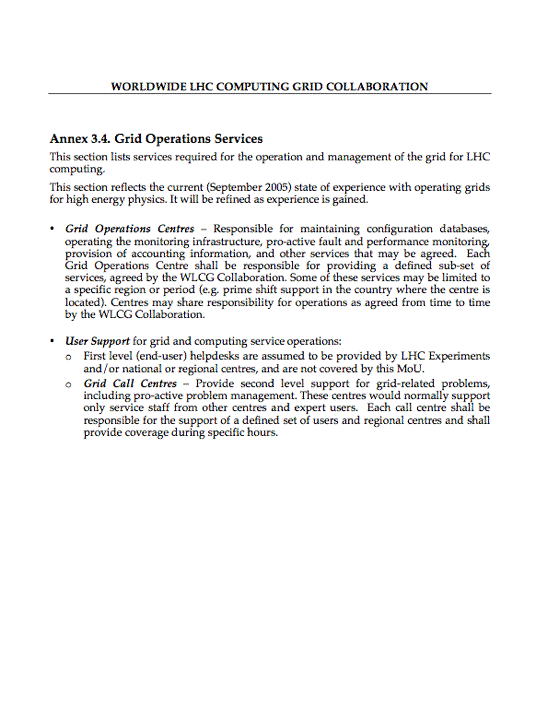 WORLDWIDE LHC COMPUTING GRID COLLABORATION
Annex 3.4. Grid Operations Services
This section lists services required for the operation and management of the grid for LHC
computing.
This section reflects the current (September 2005) state of experience with operating grids
for high energy physics. It will be refined as experience is gained.
• Grid Operations Centres – Responsible for maintaining configuration databases,
operating the monitoring infrastructure, pro-active fault and performance monitoring,
provision of accounting information, and other services that may be agreed. Each
Grid Operations Centre shall be responsible for providing a defined sub-set of
services, agreed by the WLCG Collaboration. Some of these services may be limited to
a specific region or period (e.g. prime shift support in the country where the centre is
located). Centres may share responsibility for operations as agreed from time to time
by the WLCG Collaboration.
• User Support for grid and computing service operations:
o First level (end-user) helpdesks are assumed to be provided by LHC Experiments
and/or national or regional centres, and are not covered by this MoU.
o Grid Call Centres – Provide second level support for grid-related problems,
including pro-active problem management. These centres would normally support
only service staff from other centres and expert users. Each call centre shall be
responsible for the support of a defined set of users and regional centres and shall
provide coverage during specific hours.